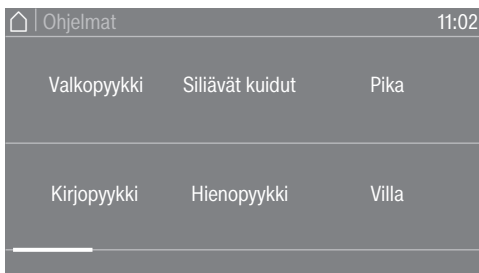 Ohjelmat 11:02
Valkopyykki Siliävät kuidut Pika
Kirjopyykki Hienopyykki Villa